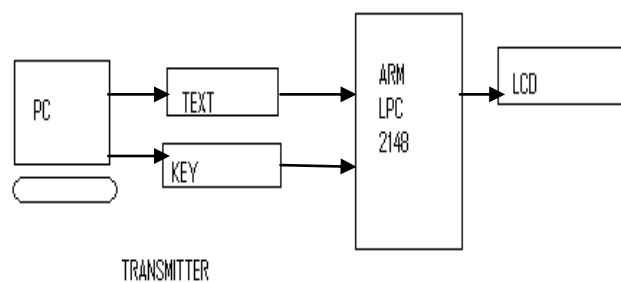 PC
TEXT
KEY
ARM
LPC
2148
LCD
TRANSMITTER